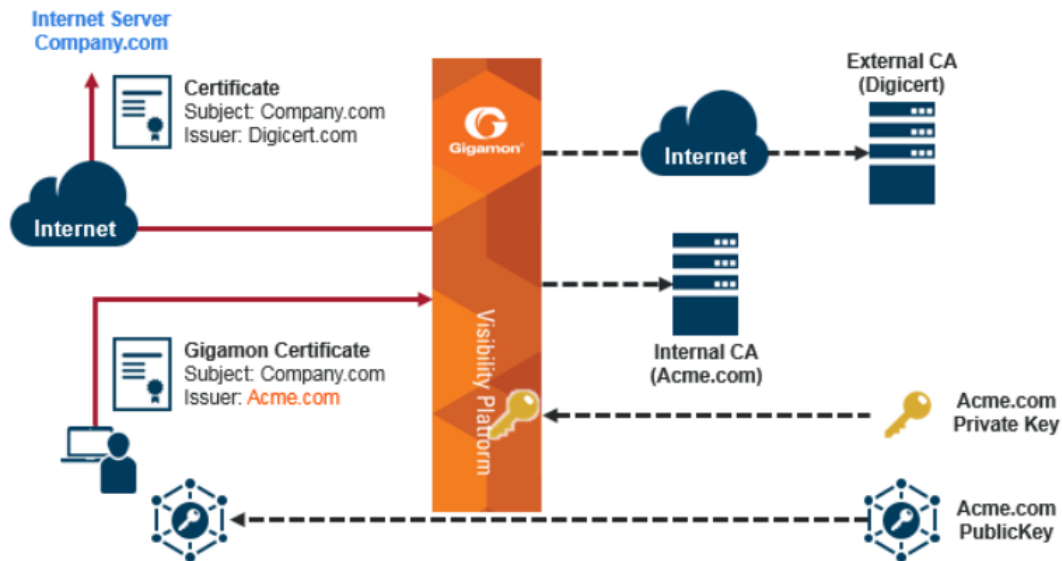 Internet Server
Company.com
Certificate
Subject: Company.com
Issuer: Digicert.com
Internet
Gigamon®
Internet
External CA
(Digicert)
Internal CA
(Acme.com)
Gigamon Certificate
Subject: Company.com
Issuer: Acme.com
Visibility Platform
Acme.com
Private Key
Acme.com
PublicKey